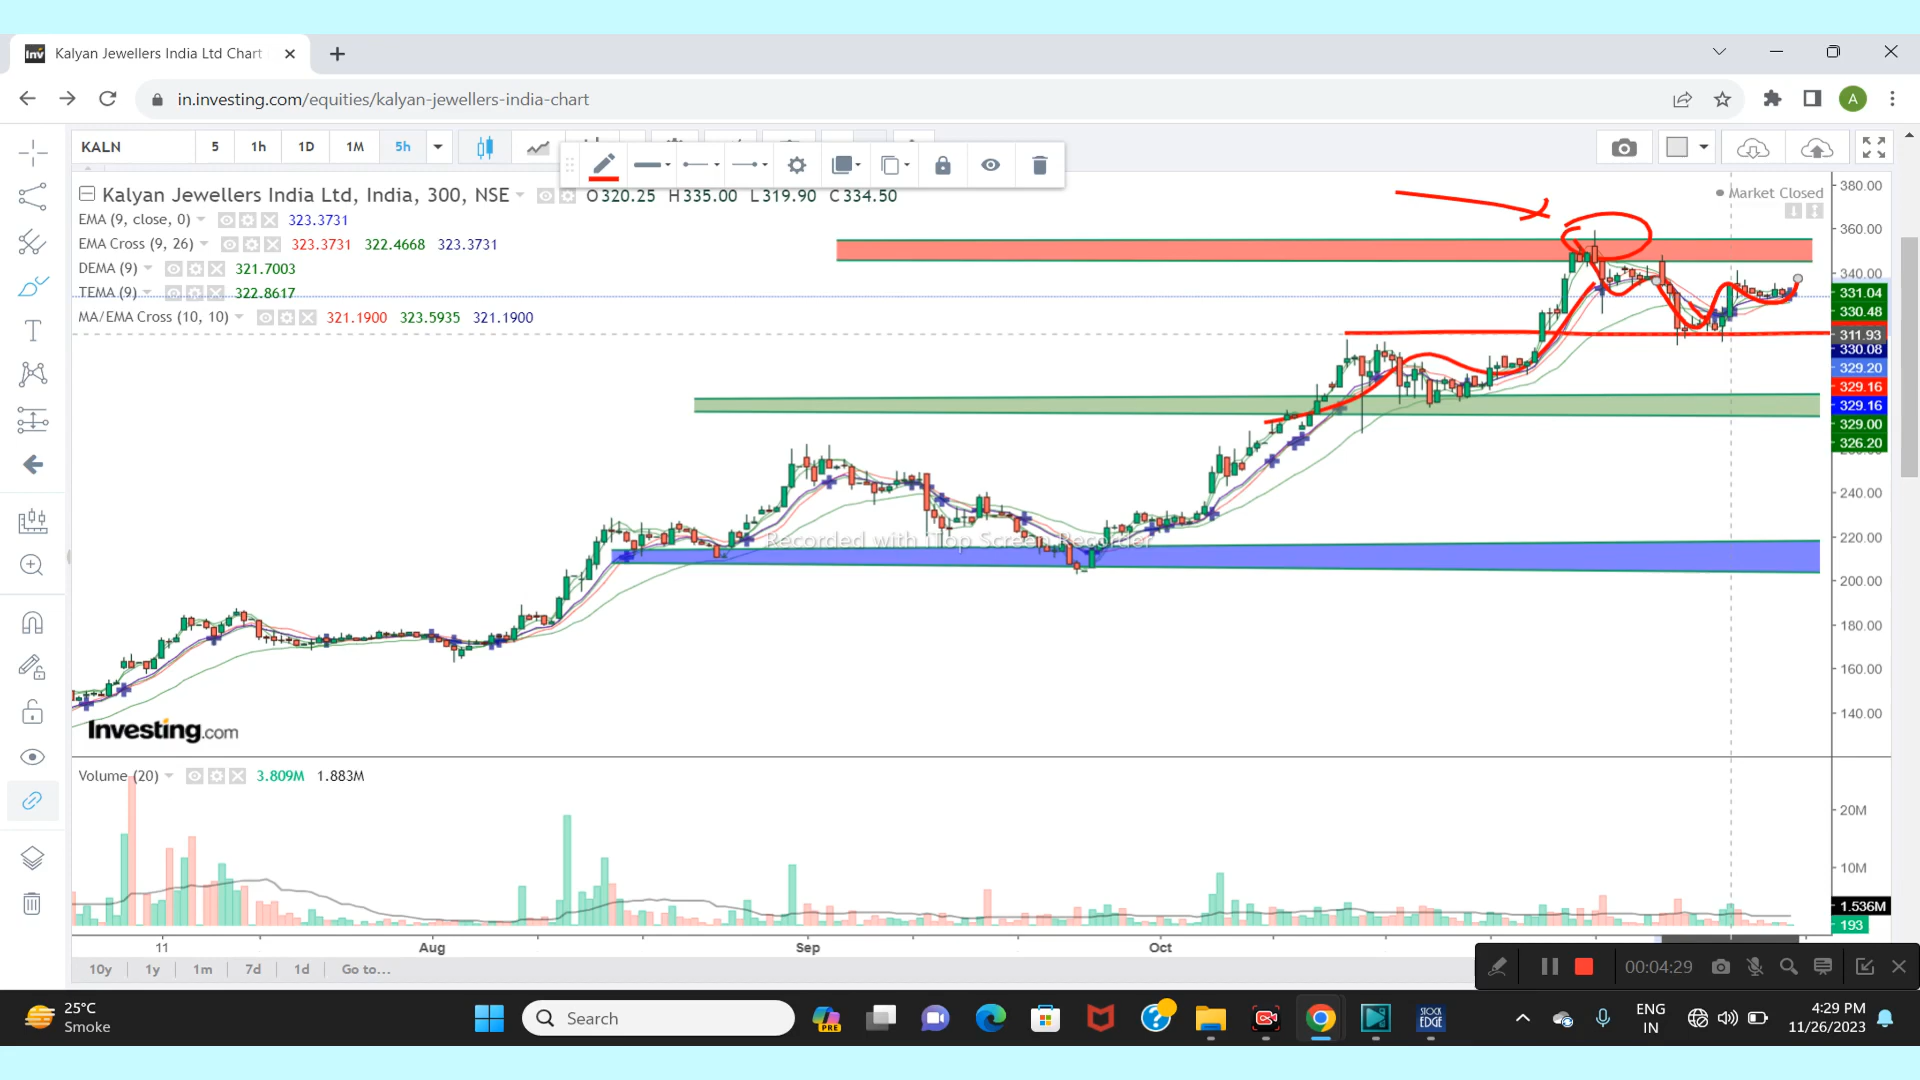 Kalyan Jewellers India Ltd Chart
in.investing.com/equities/kalyan-jewellers-india-chart
A
KALN 5 1h 1D 1M 5h
Kalyan Jewellers India Ltd, India, 300, NSE O320.25 H335.00 L319.90 C334.50
Market Closed
EMA (9, close, 0) 323.3731
EMA Cross (9, 26) 323.3731 322.4668 323.3731
DEMA (9) 321.7003
TEMA (9) 322.8617
MA/EMA Cross (10, 10) 321.1900 323.5935 321.1900
380.00
360.00
340.00
331.04
330.48
311.93
330.08
329.20
329.16
329.16
329.00
326.20
240.00
220.00
200.00
180.00
160.00
140.00
Recorded with iTop Screen Recorder
Investing.com
Volume (20) 3.809M 1.883M
20M
10M
1.536M
193
11 Aug Sep Oct
10y 1y 1m 7d 1d Go to...
00:04:29
25°C
Smoke
Search
PRE
STOCK
EDGE
ENG
IN
4:29 PM
11/26/2023